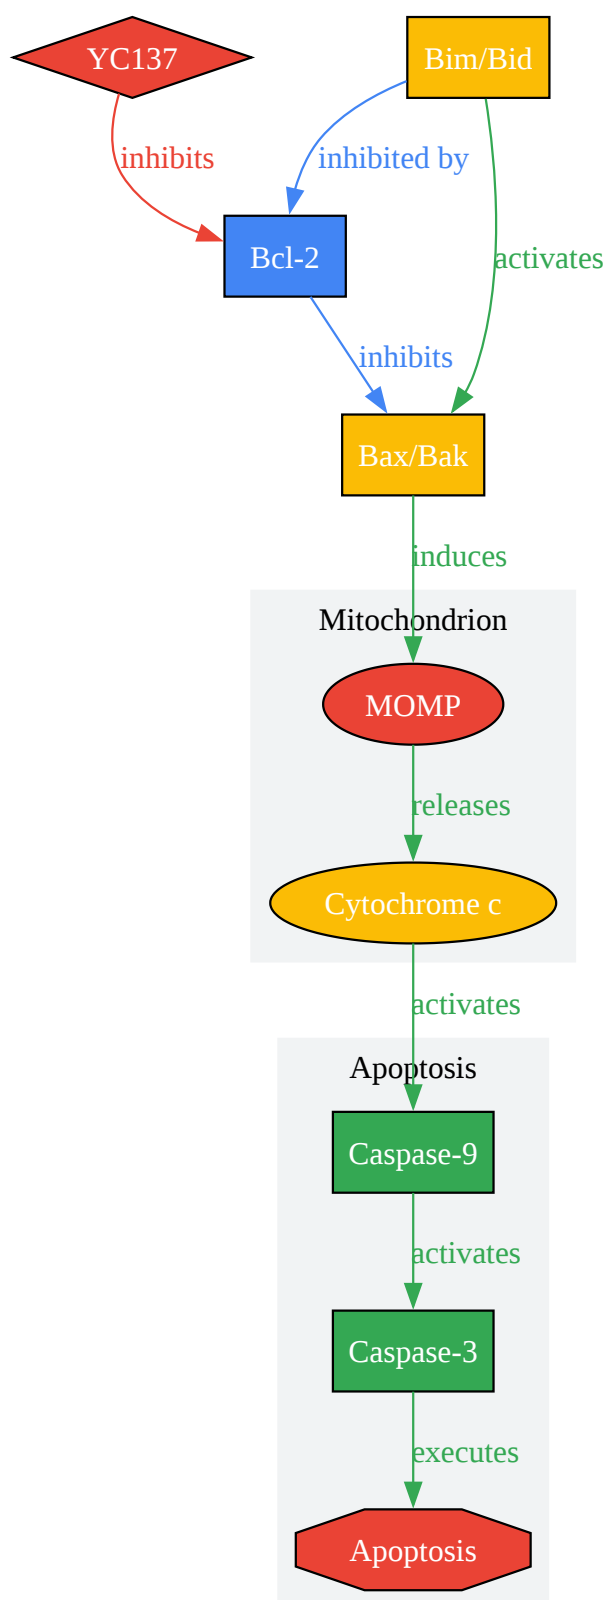 YC137
Bim/Bid
inhibits
inhibited by
Bcl-2
activates
inhibits
Bax/Bak
induces
Mitochondrion
MOMP
releases
Cytochrome c
activates
Apoptosis
Caspase-9
activates
Caspase-3
executes
Apoptosis